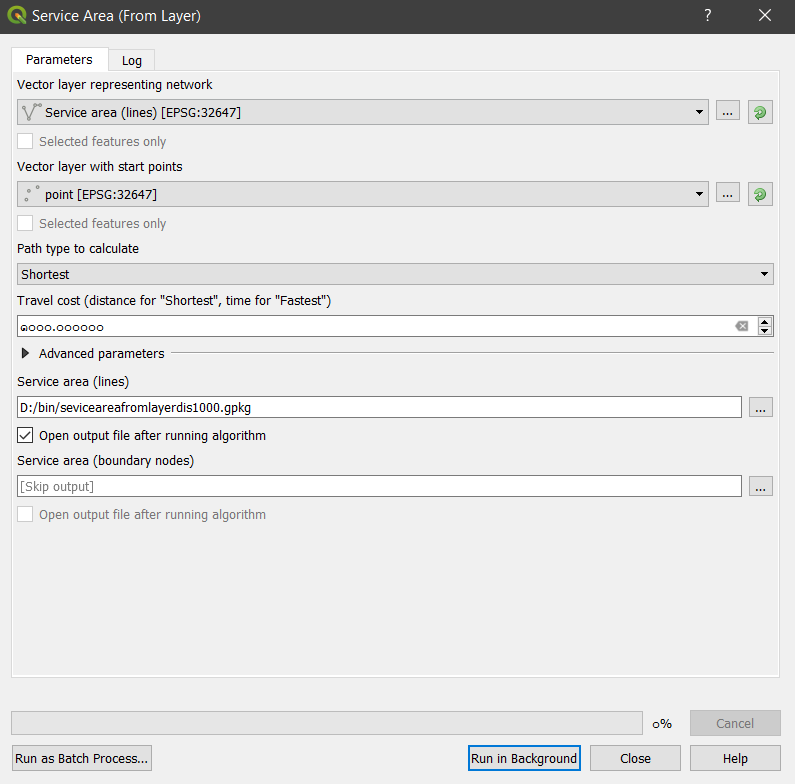 Service Area (From Layer)
?
Parameters
Log
Vector layer representing network
Service area (lines) [EPSG:32647]
...
Selected features only
Vector layer with start points
point [EPSG:32647]
...
Selected features only
Path type to calculate
Shortest
Travel cost (distance for "Shortest", time for "Fastest")
๑๐๐๐.๐๐๐๐๐๐
Advanced parameters
Service area (lines)
D:/bin/seviceareafromlayerdis1000.gpkg
...
Open output file after running algorithm
Service area (boundary nodes)
[Skip output]
...
Open output file after running algorithm
๐%
Cancel
Run as Batch Process...
Run in Background
Close
Help